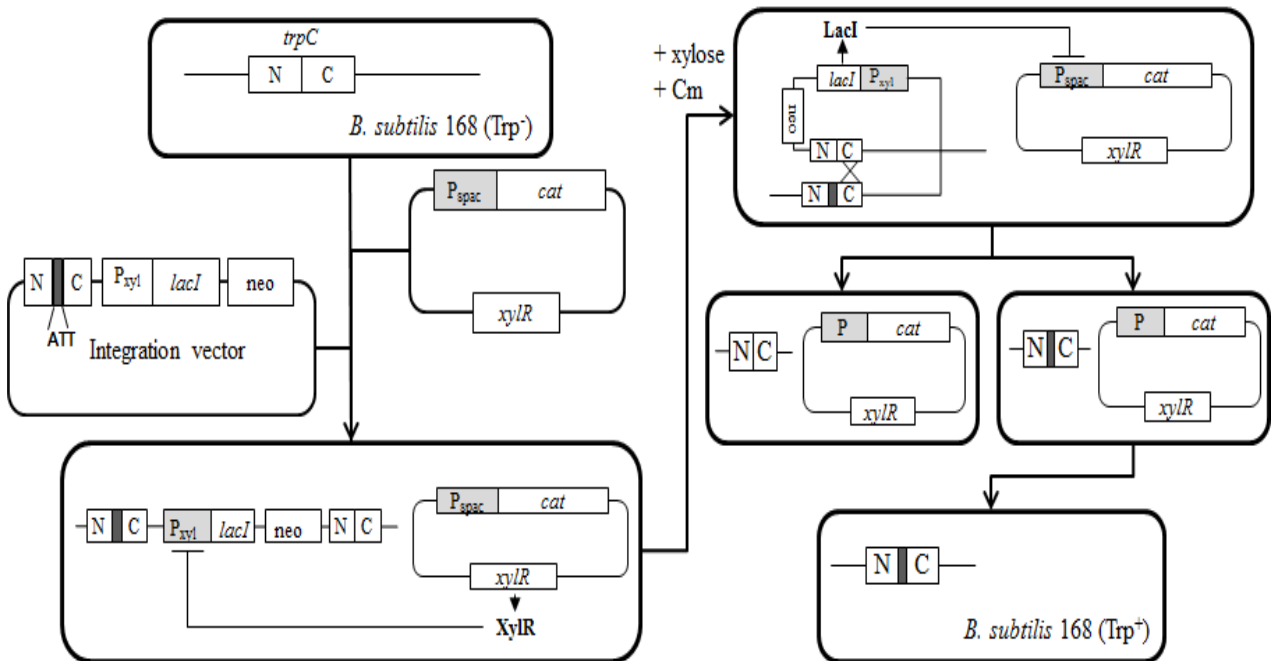 trpC
N C
B. subtilis 168 (Trp⁻)
Pspac cat
xylR
N C Pxyl lacI neo
ATT
Integration vector
N C Pxyl lacI neo N C
Pspac cat
xylR
XylR
+ xylose
+ Cm
LacI
lacI Pxyl
neo
N C
N C
Pspac cat
xylR
N C
P cat
xylR
N C
P cat
xylR
N C
B. subtilis 168 (Trp⁺)